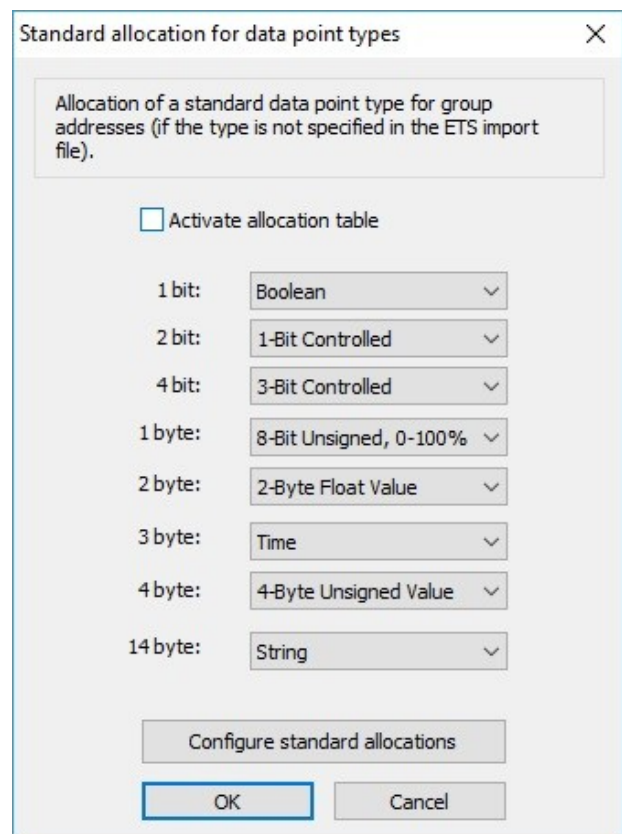 Standard allocation for data point types
Allocation of a standard data point type for group
addresses (if the type is not specified in the ETS import
file).
Activate allocation table
1 bit: Boolean
2 bit: 1-Bit Controlled
4 bit: 3-Bit Controlled
1 byte: 8-Bit Unsigned, 0-100%
2 byte: 2-Byte Float Value
3 byte: Time
4 byte: 4-Byte Unsigned Value
14 byte: String
Configure standard allocations
OK Cancel